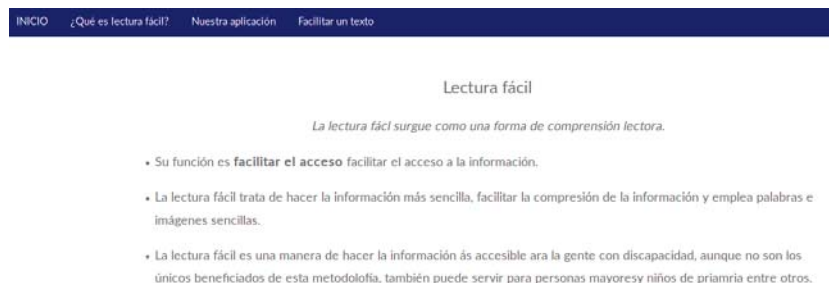 INICIO ¿Qué es lectura fácil? Nuestra aplicación Facilitar un texto
Lectura fácil
La lectura fácl surgue como una forma de comprensión lectora.
• Su función es facilitar el acceso facilitar el acceso a la información.
• La lectura fácil trata de hacer la información más sencilla, facilitar la compresión de la información y emplea palabras e
imágenes sencillas.
• La lectura fácil es una manera de hacer la información ás accesible ara la gente con discapacidad, aunque no son los
únicos beneficiados de esta metodolofia, también puede servir para personas mayoresy niños de priamria entre otros.